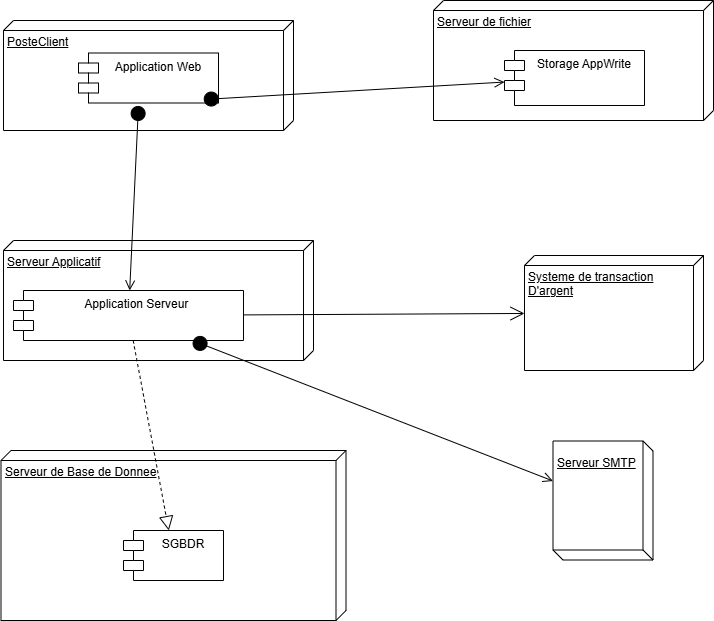 PosteClient
Application Web
Serveur de fichier
Storage AppWrite
Serveur Applicatif
Application Serveur
Systeme de transaction
D'argent
Serveur de Base de Donnee
SGBDR
Serveur SMTP